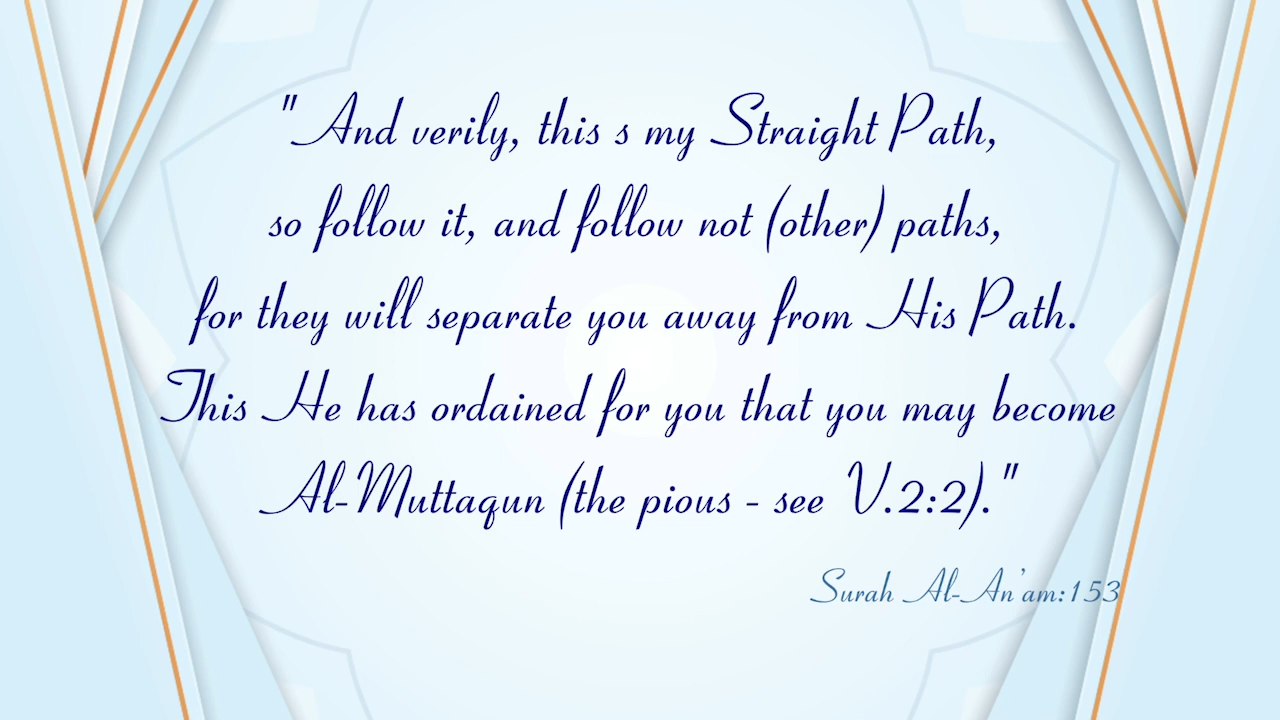 "And verily, this s my Straight Path,
so follow it, and follow not (other) paths,
for they will separate you away from His Path.
This He has ordained for you that you may become
Al-Muttaqun (the pious - see V.2:2)."
Surah Al-An'am:153